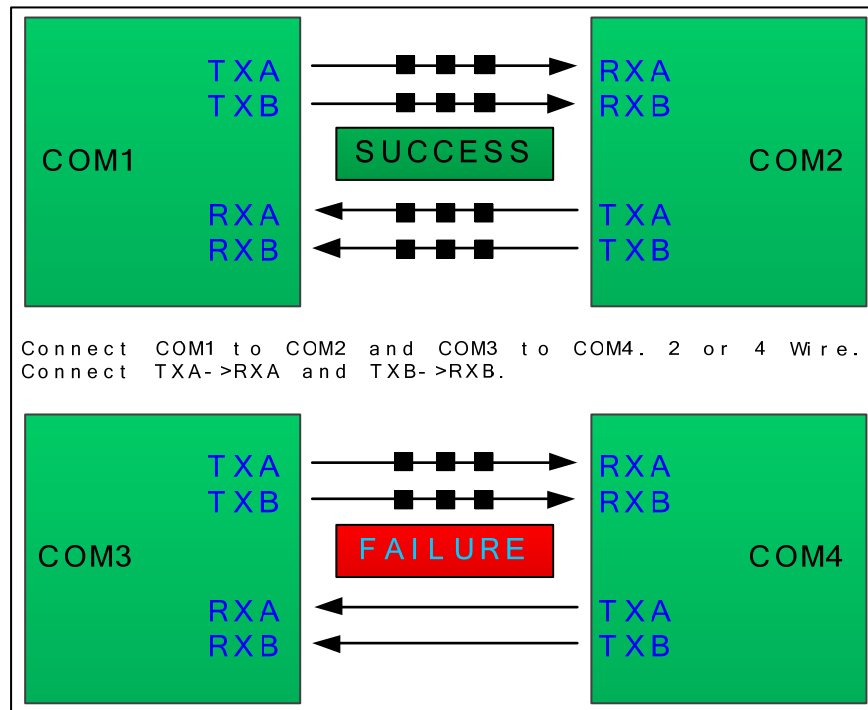 TXA
TXB
COM1
RXA
RXB
SUCCESS
RXA
RXB
COM2
TXA
TXB
Connect COM1 to COM2 and COM3 to COM4. 2 or 4 Wire.
Connect TXA->RXA and TXB->RXB.
TXA
TXB
COM3
RXA
RXB
FAILURE
RXA
RXB
COM4
TXA
TXB